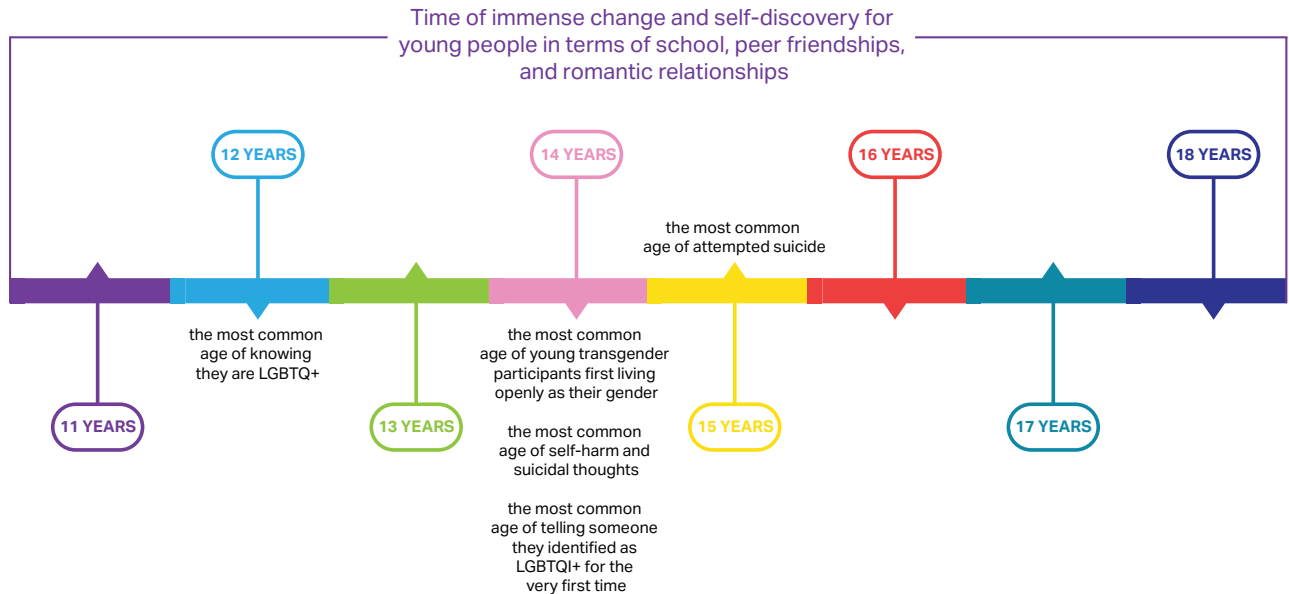 Time of immense change and self-discovery for
young people in terms of school, peer friendships,
and romantic relationships
12 YEARS
14 YEARS
16 YEARS
18 YEARS
the most common
age of attempted suicide
the most common
age of knowing
they are LGBTQ+
the most common
age of young transgender
participants first living
openly as their gender
the most common
age of self-harm and
suicidal thoughts
the most common
age of telling someone
they identified as
LGBTQI+ for the
very first time
11 YEARS
13 YEARS
15 YEARS
17 YEARS